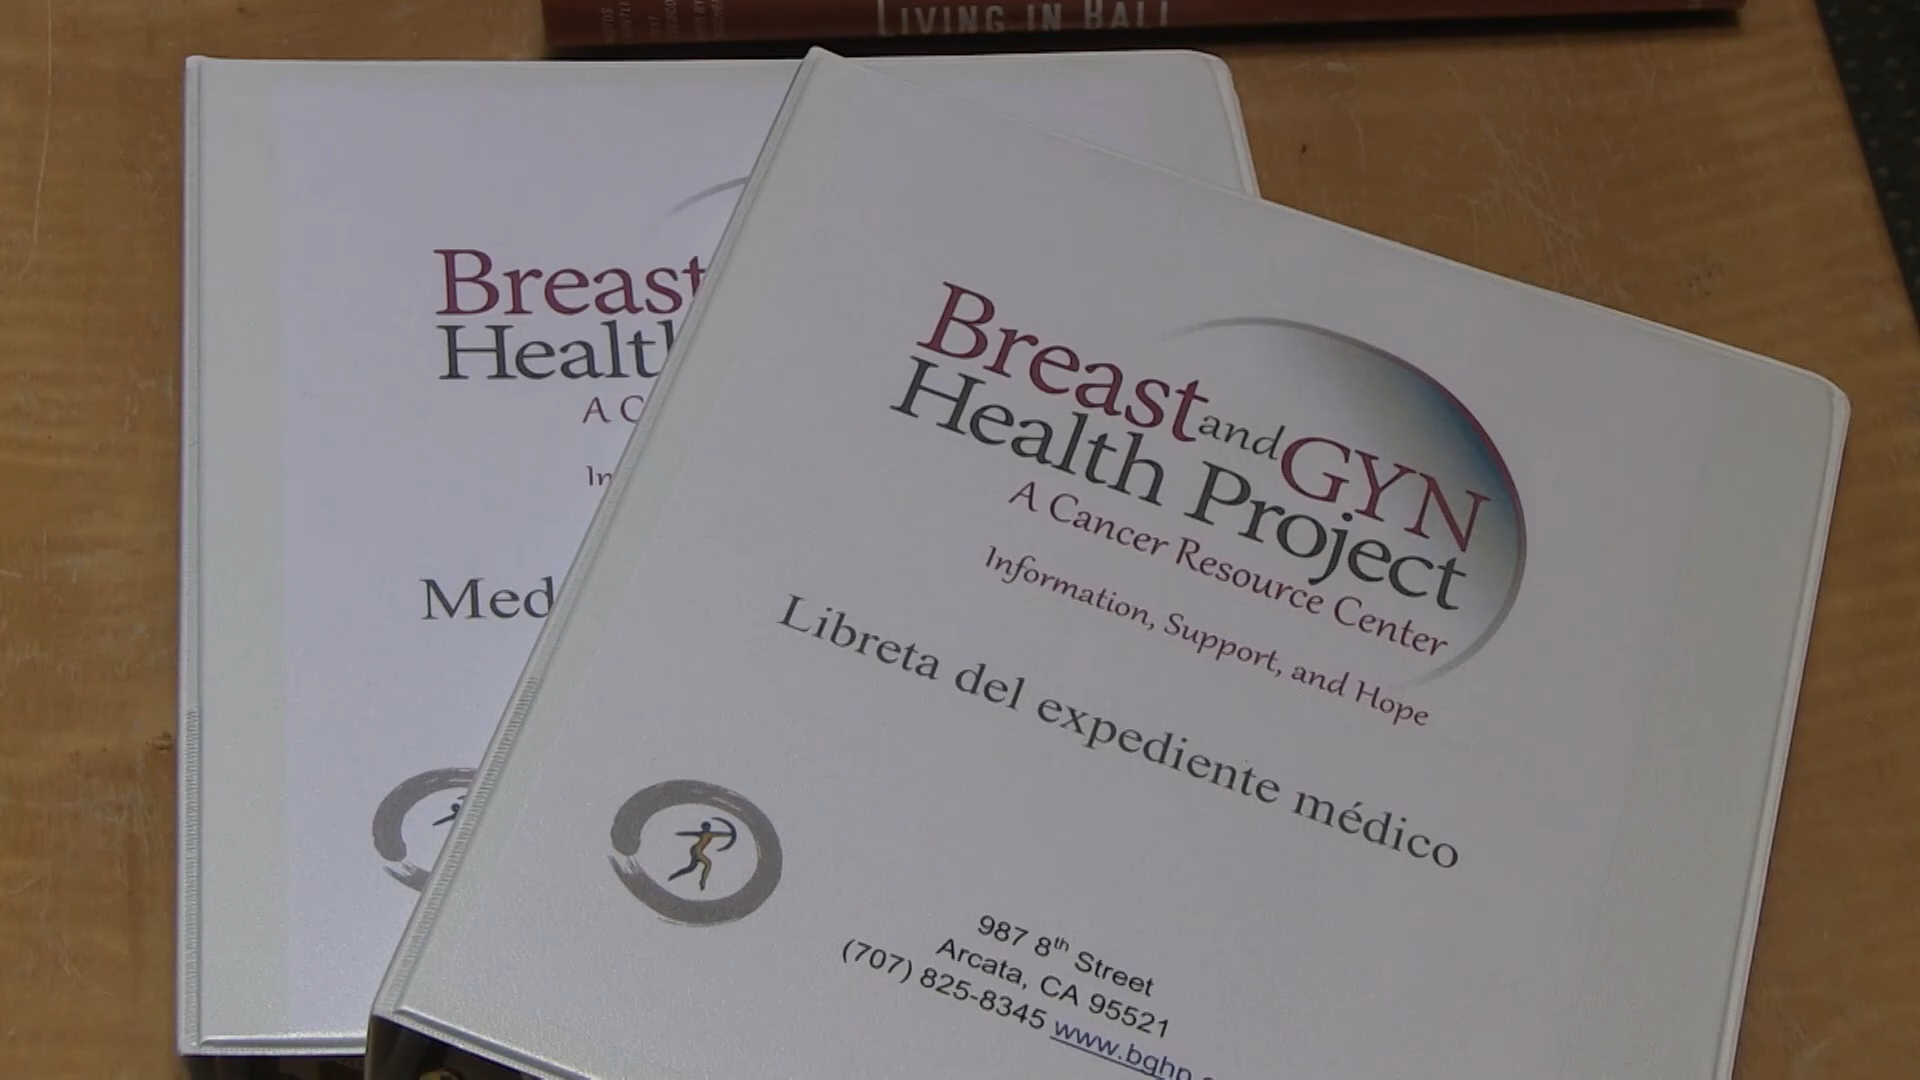 LIVING IN BALI
Breast
Health
A C
In
Med
Breast and GYN
Health Project
A Cancer Resource Center
Information, Support, and Hope
Libreta del expediente médico
987 8th Street
Arcata, CA 95521
(707) 825-8345 www.bghp.